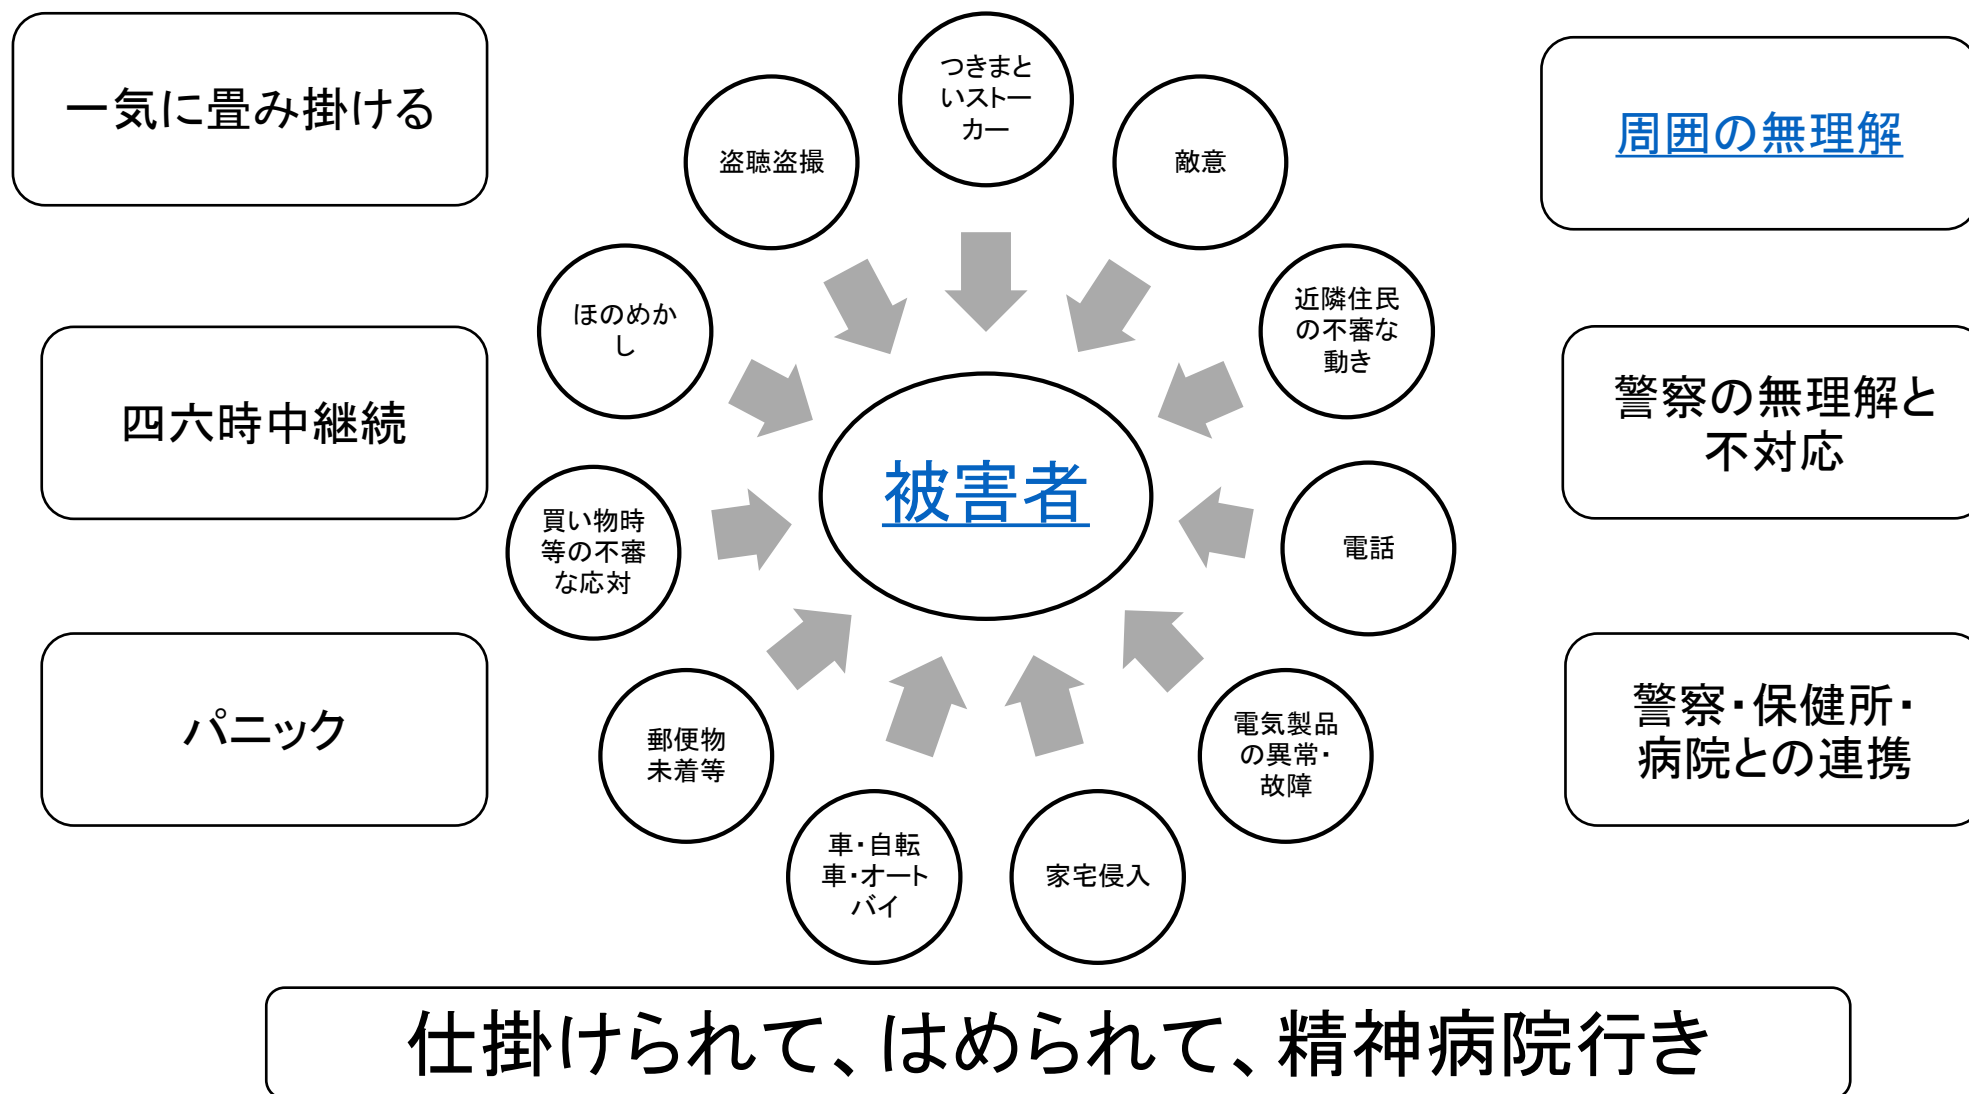 一気に畳み掛ける
四六時中継続
パニック
つきまと
いストー
カー
敵意
近隣住民
の不審な
動き
電話
電気製品
の異常・
故障
家宅侵入
車・自転
車・オート
バイ
郵便物
未着等
買い物時
等の不審
な応対
ほのめか
し
盗聴盗撮
被害者
周囲の無理解
警察の無理解と
不対応
警察・保健所・
病院との連携
仕掛けられて、はめられて、精神病院行き